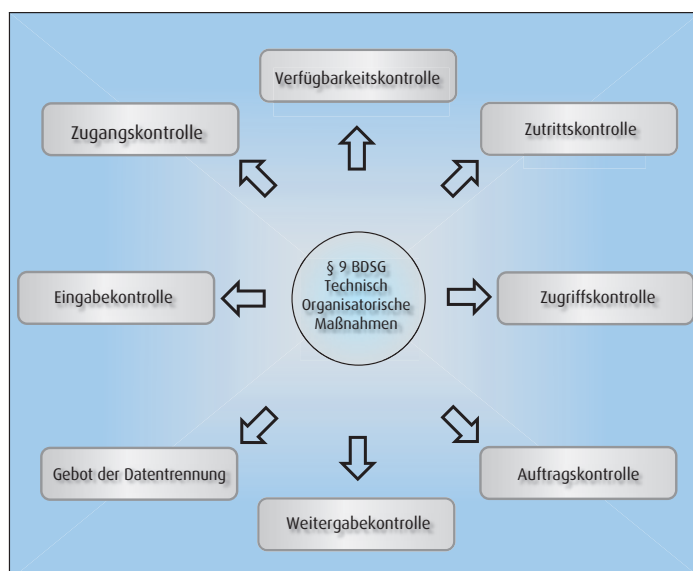 Verfügbarkeitskontrolle
Zugangskontrolle
Zutrittskontrolle
§ 9 BDSG
Technisch
Organisatorische
Maßnahmen
Eingabekontrolle
Zugriffskontrolle
Gebot der Datentrennung
Auftragskontrolle
Weitergabekontrolle